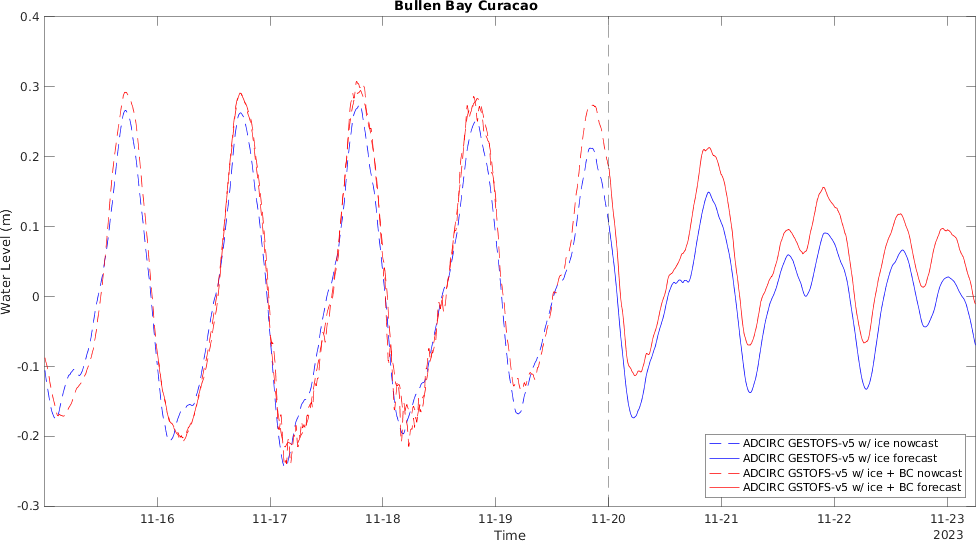 Bullen Bay Curacao
0.4
0.3
0.2
0.1
0
-0.1
-0.2
-0.3
Water Level (m)
11-16 11-17 11-18 11-19 11-20 11-21 11-22 11-23
2023
Time
ADCIRC GESTOFS-v5 w/ ice nowcast
ADCIRC GESTOFS-v5 w/ ice forecast
ADCIRC GSTOFS-v5 w/ ice + BC nowcast
ADCIRC GSTOFS-v5 w/ ice + BC forecast